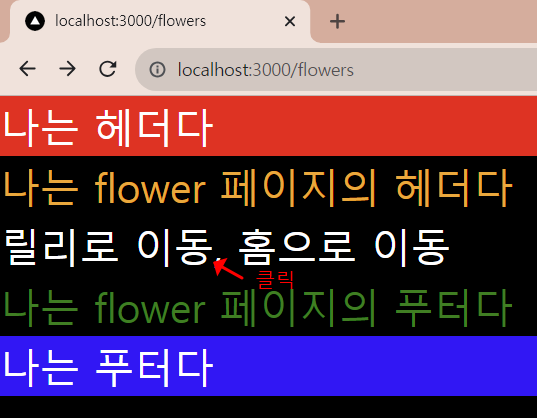 localhost:3000/flowers
localhost:3000/flowers
나는 헤더다
나는 flower 페이지의 헤더다
릴리로 이동, 홈으로 이동
클릭
나는 flower 페이지의 푸터다
나는 푸터다